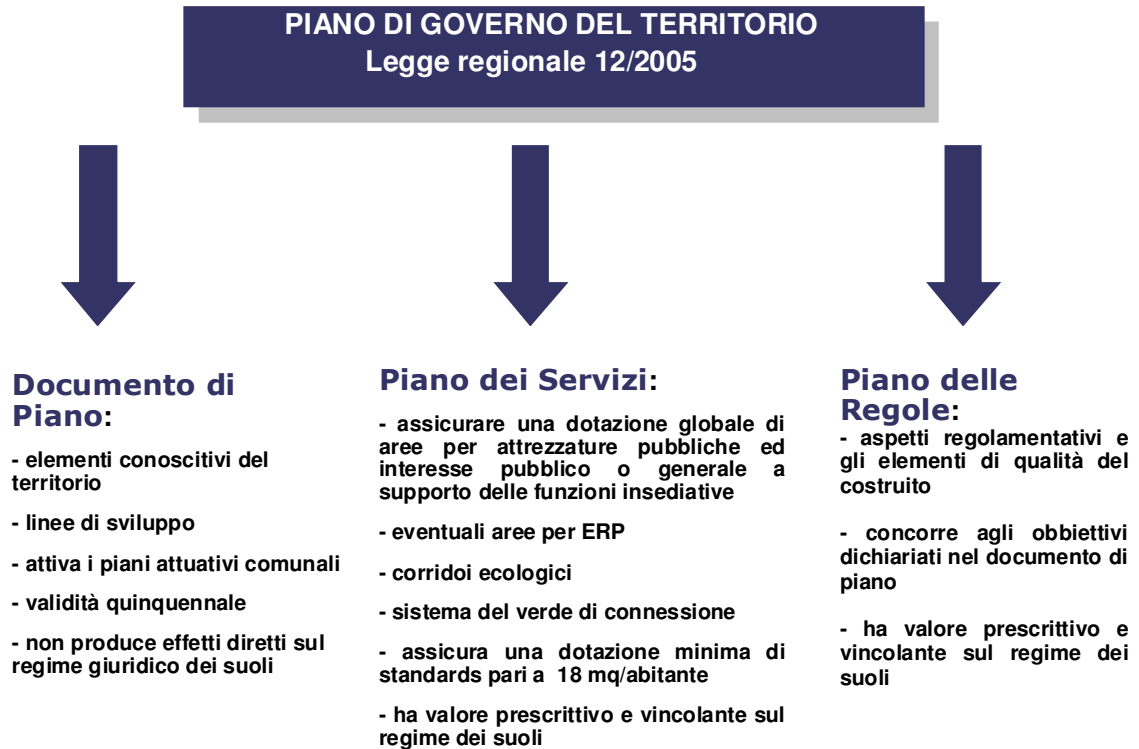 PIANO DI GOVERNO DEL TERRITORIO
Legge regionale 12/2005
Documento di
Piano:
- elementi conoscitivi del
territorio
- linee di sviluppo
- attiva i piani attuativi comunali
- validità quinquennale
- non produce effetti diretti sul
regime giuridico dei suoli
Piano dei Servizi:
- assicurare una dotazione globale di
aree per attrezzature pubbliche ed
interesse pubblico o generale a
supporto delle funzioni insediative
- eventuali aree per ERP
- corridoi ecologici
- sistema del verde di connessione
- assicura una dotazione minima di
standards pari a 18 mq/abitante
- ha valore prescrittivo e vincolante sul
regime dei suoli
Piano delle
Regole:
- aspetti regolamentativi e
gli elementi di qualità del
costruito
- concorre agli obbiettivi
dichiariati nel documento di
piano
- ha valore prescrittivo e
vincolante sul regime dei
suoli